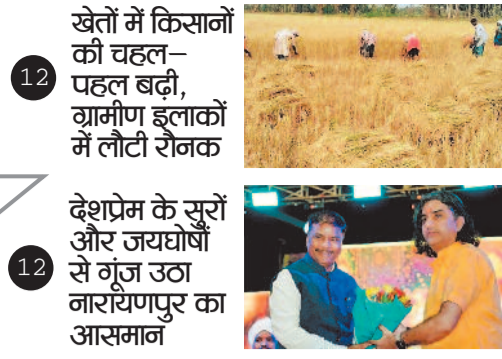 12
खेतों में किसानों
की चहल–
पहल बढ़ी,
ग्रामीण इलाकों
में लौटी रौनक
12
देशप्रेम के सुरों
और जयघोषों
से गूंज उठा
नारायणपुर का
आसमान